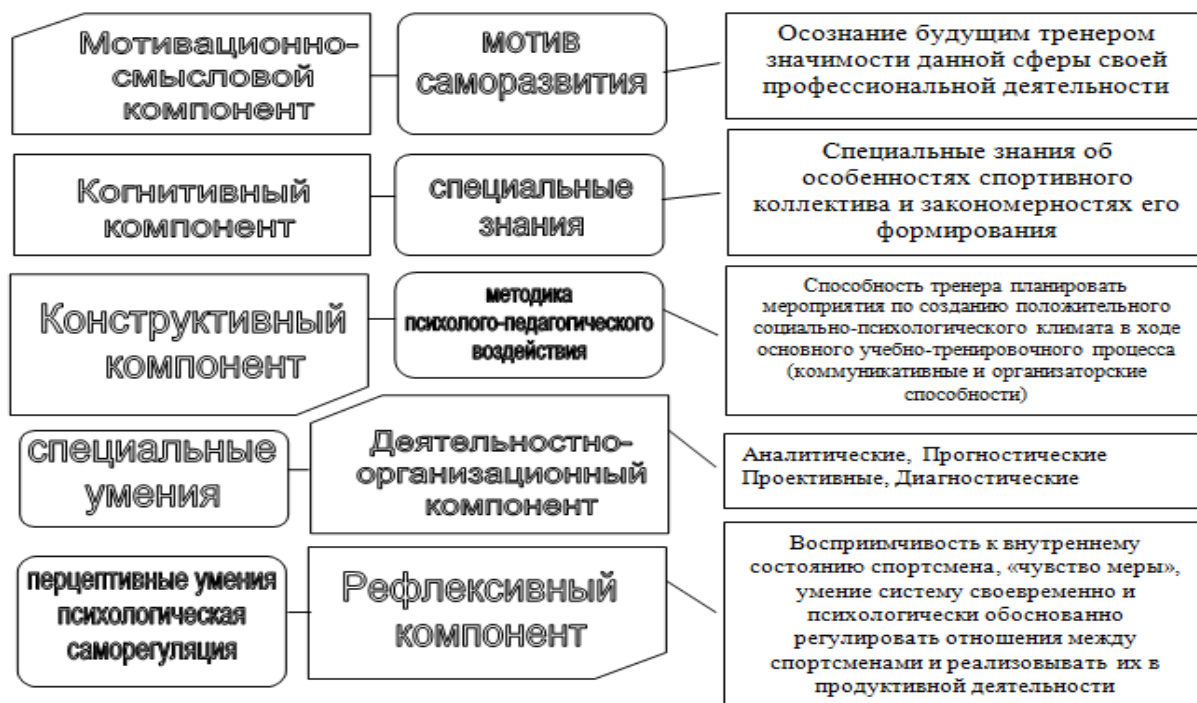 Мотивационно-
смысловой
компонент
мотив
саморазвития
Осознание будущим тренером
значимости данной сферы своей
профессиональной деятельности
Когнитивный
компонент
специальные
знания
Специальные знания об
особенностях спортивного
коллектива и закономерностях его
формирования
Конструктивный
компонент
методика
психолого-педагогического
воздействия
Способность тренера планировать
мероприятия по созданию положительного
социально-психологического климата в ходе
основного учебно-тренировочного процесса
(коммуникативные и организаторские
способности)
специальные
умения
Деятельностно-
организационный
компонент
Аналитические, Прогностические
Проективные, Диагностические
перцептивные умения
психологическая
саморегуляция
Рефлексивный
компонент
Восприимчивость к внутреннему
состоянию спортсмена, «чувство меры»,
умение систему своевременно и
психологически обоснованно
регулировать отношения между
спортсменами и реализовывать их в
продуктивной деятельности